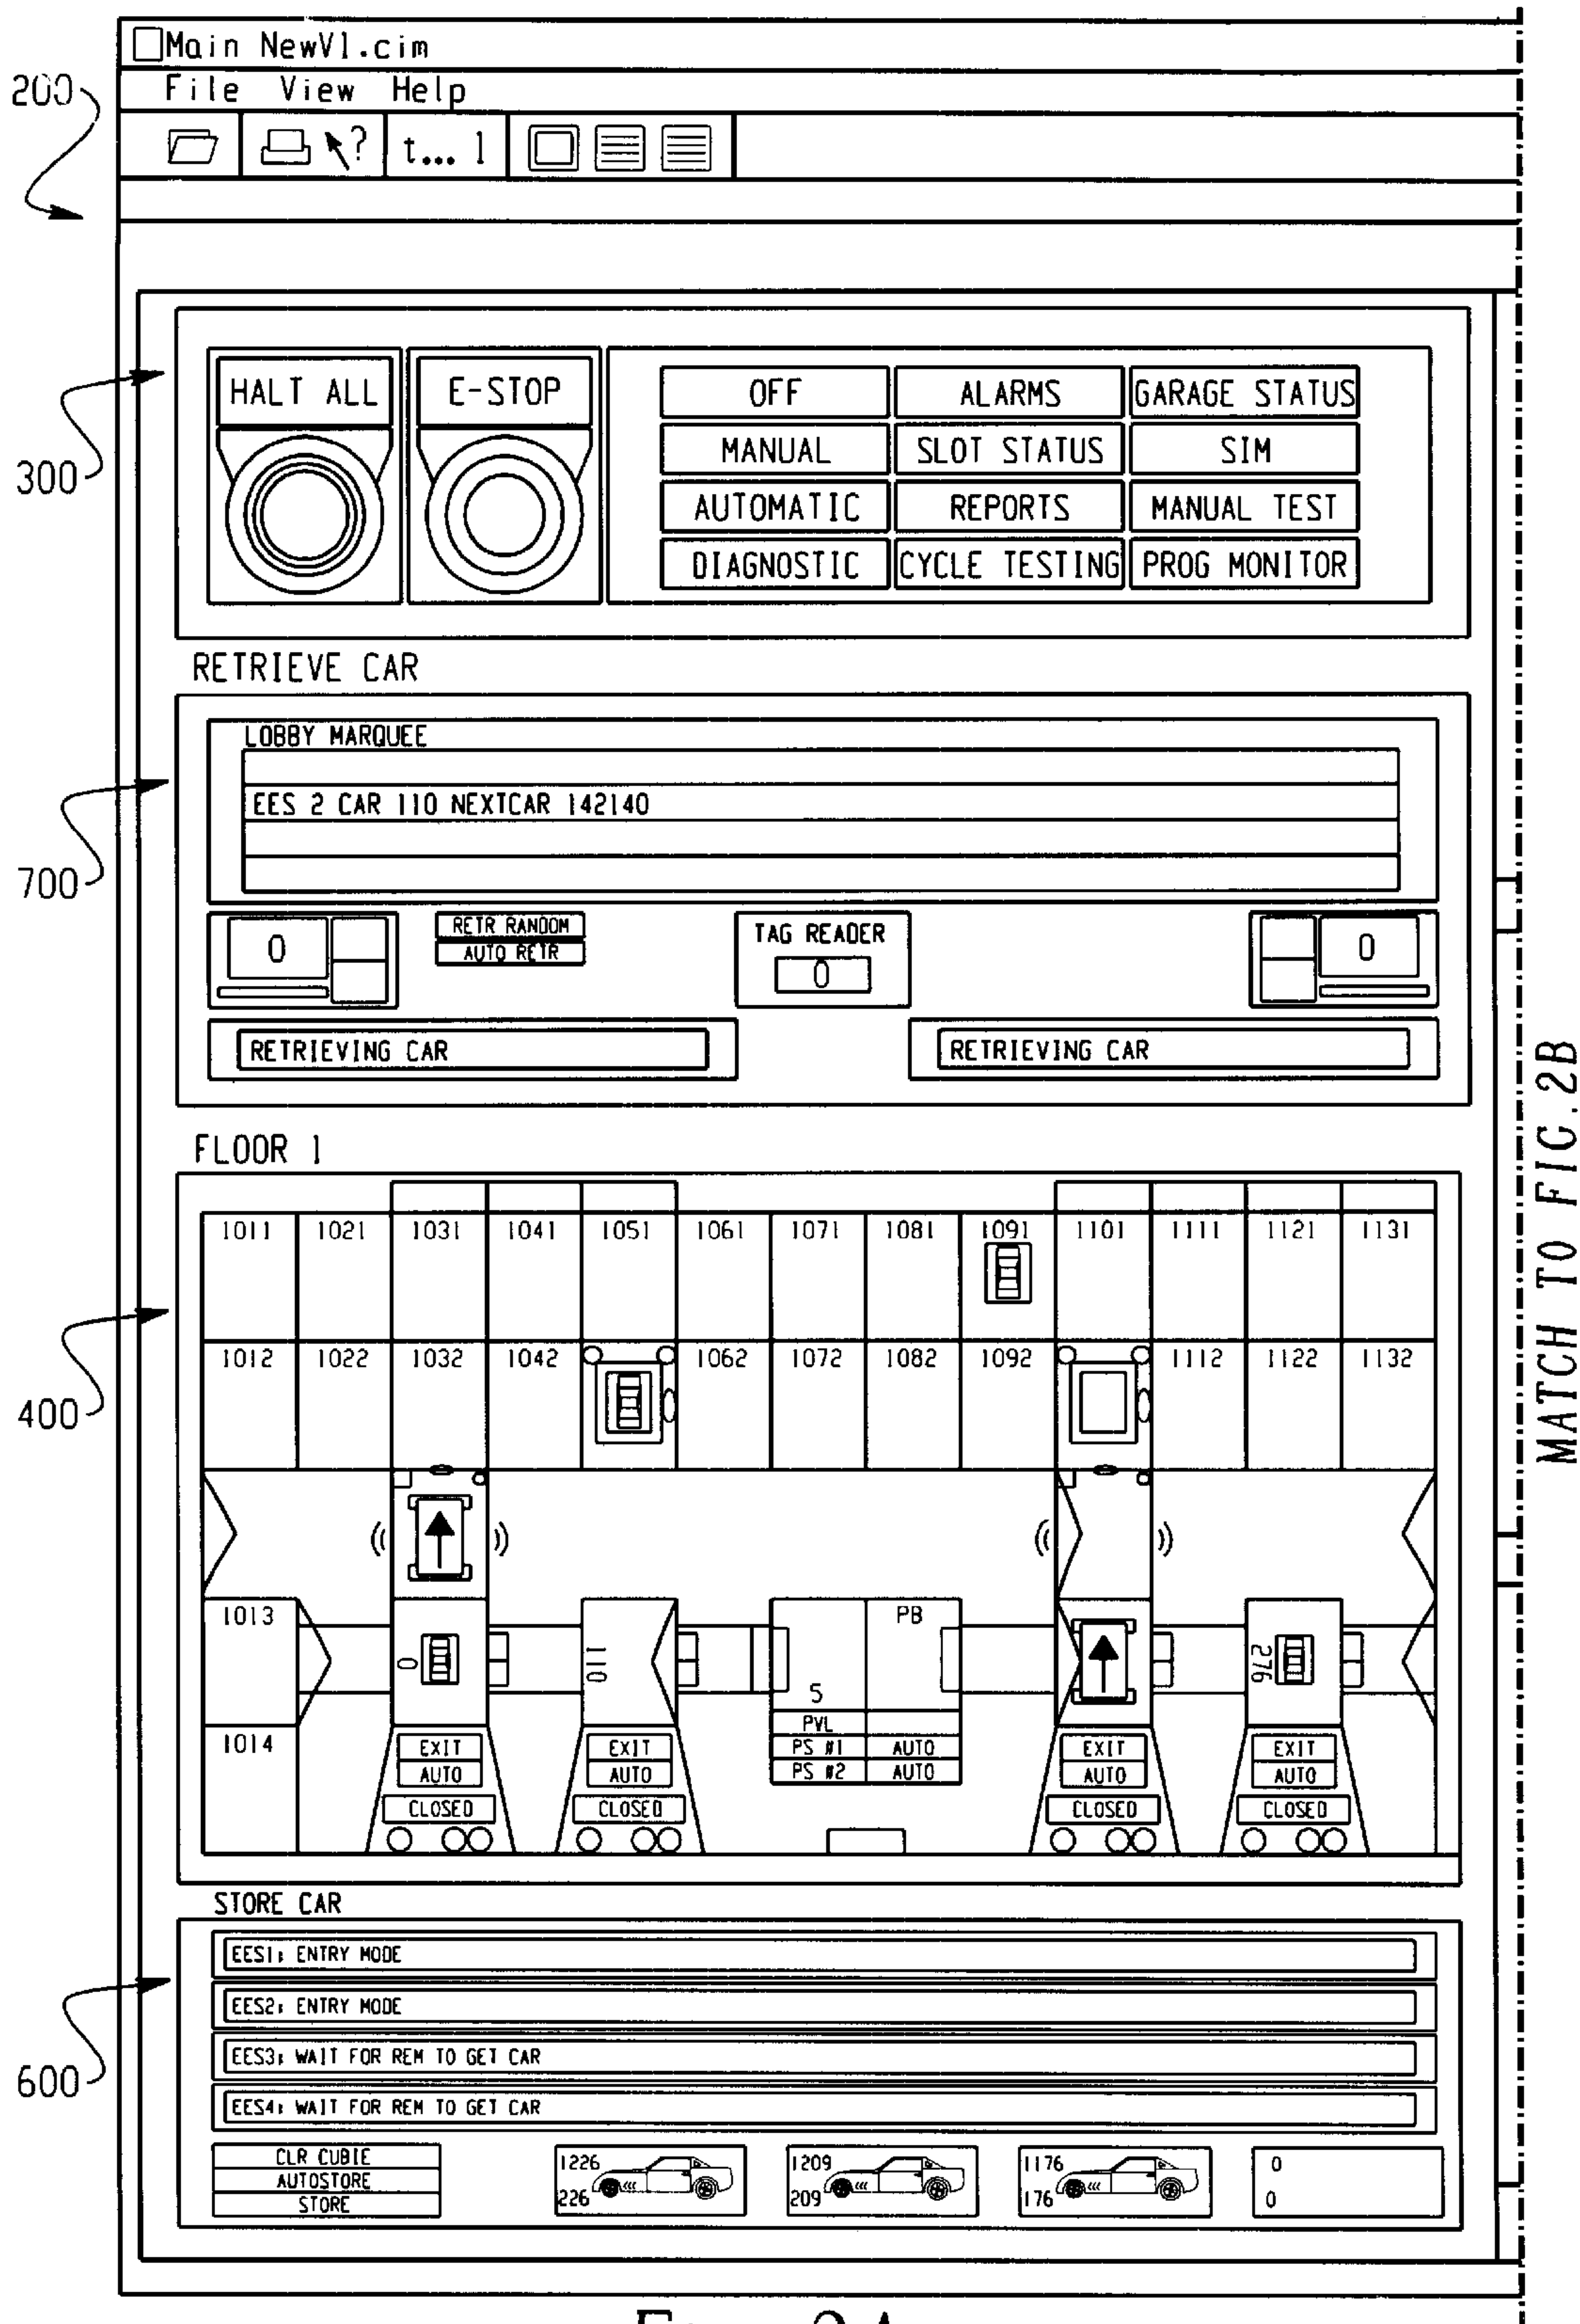 Main NewV1.cim
File View Help
200
? t... 1
HALT ALL E-STOP
OFF ALARMS GARAGE STATUS
MANUAL SLOT STATUS SIM
300
AUTOMATIC REPORTS MANUAL TEST
DIAGNOSTIC CYCLE TESTING PROG MONITOR
RETRIEVE CAR
LOBBY MARQUEE
EES 2 CAR 110 NEXTCAR 142140
700
0 RETR RANDOM TAG READER 0
AUTO RETR 0
RETRIEVING CAR RETRIEVING CAR
FLOOR 1
1011 1021 1031 1041 1051 1061 1071 1081 1091 1101 1111 1121 1131
400
1012 1022 1032 1042 1062 1072 1082 1092 1112 1122 1132
1013 PB
0 110 276
5
PVL
1014 EXIT EXIT PS #1 AUTO EXIT EXIT
AUTO AUTO PS #2 AUTO AUTO AUTO
CLOSED CLOSED CLOSED CLOSED
STORE CAR
EES1: ENTRY MODE
EES2: ENTRY MODE
600
EES3: WAIT FOR REM TO GET CAR
EES4: WAIT FOR REM TO GET CAR
CLR CUBIE 1226 1209 1176 0
AUTOSTORE
STORE 226 209 176 0
MATCH TO FIG.2B